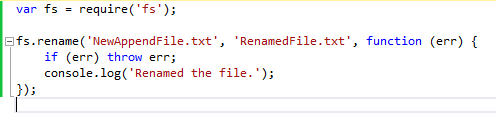 var fs = require('fs');
fs.rename('NewAppendFile.txt', 'RenamedFile.txt', function (err) {
if (err) throw err;
console.log('Renamed the file.');
});